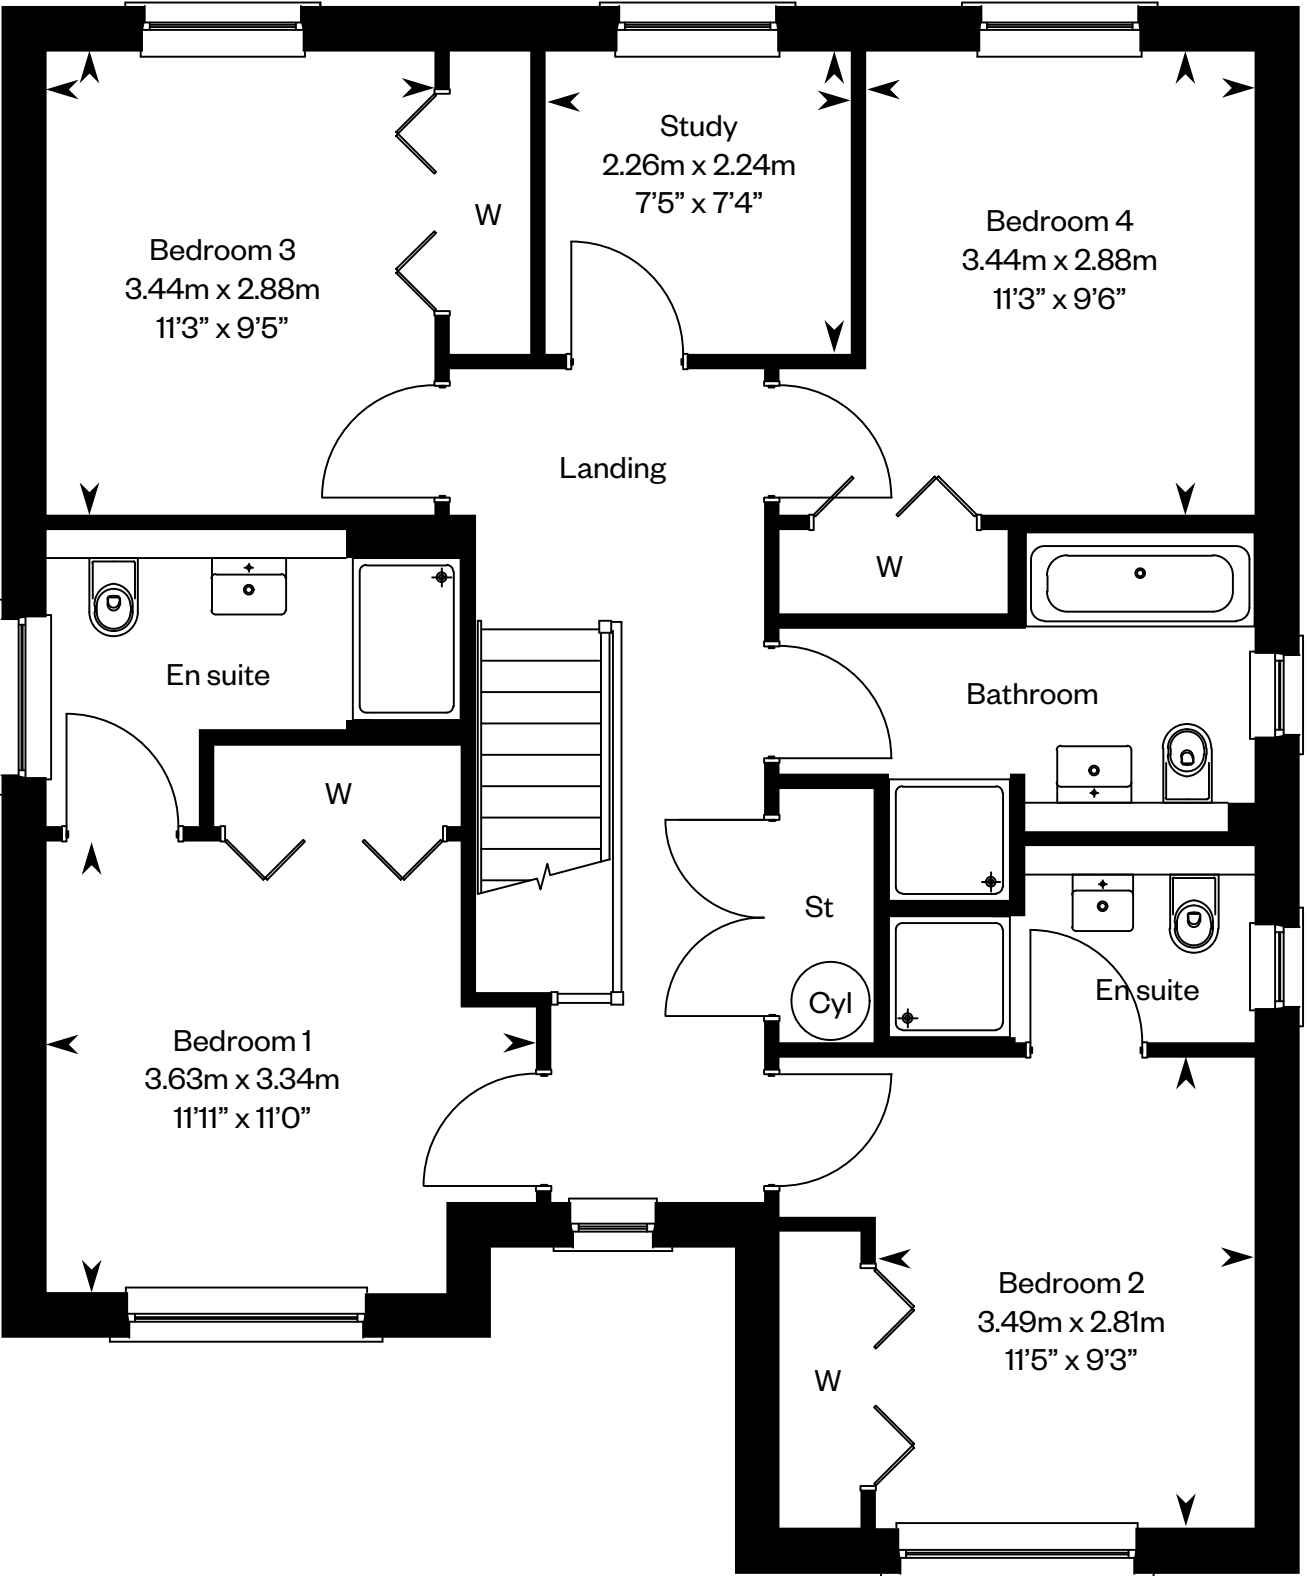 Study
2.26m x 2.24m
7’5” x 7’4”
W
Bedroom 3
3.44m x 2.88m
11’3” x 9’5”
Bedroom 4
3.44m x 2.88m
11’3” x 9’6”
Landing
W
En suite
Bathroom
W
St
Cyl
En suite
Bedroom 1
3.63m x 3.34m
11’11” x 11’0”
Bedroom 2
3.49m x 2.81m
11’5” x 9’3”
W